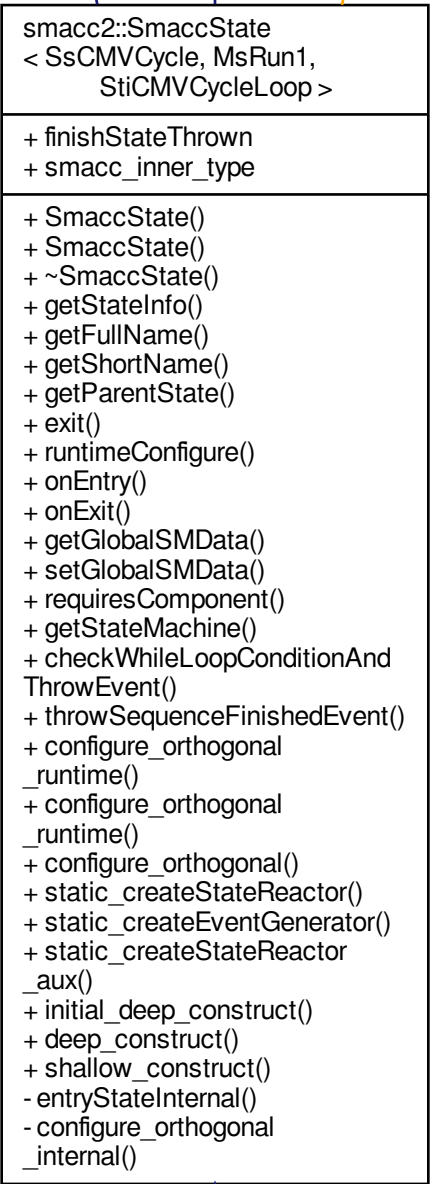 smacc2::SmaccState
< SsCMVCycle, MsRun1,
StiCMVCycleLoop >
+ finishStateThrown
+ smacc_inner_type
+ SmaccState()
+ SmaccState()
+ ~SmaccState()
+ getStateInfo()
+ getFullName()
+ getShortName()
+ getParentState()
+ exit()
+ runtimeConfigure()
+ onEntry()
+ onExit()
+ getGlobalSMData()
+ setGlobalSMData()
+ requiresComponent()
+ getStateMachine()
+ checkWhileLoopConditionAnd
ThrowEvent()
+ throwSequenceFinishedEvent()
+ configure_orthogonal
_runtime()
+ configure_orthogonal
_runtime()
+ configure_orthogonal()
+ static_createStateReactor()
+ static_createEventGenerator()
+ static_createStateReactor
_aux()
+ initial_deep_construct()
+ deep_construct()
+ shallow_construct()
- entryStateInternal()
- configure_orthogonal
_internal()